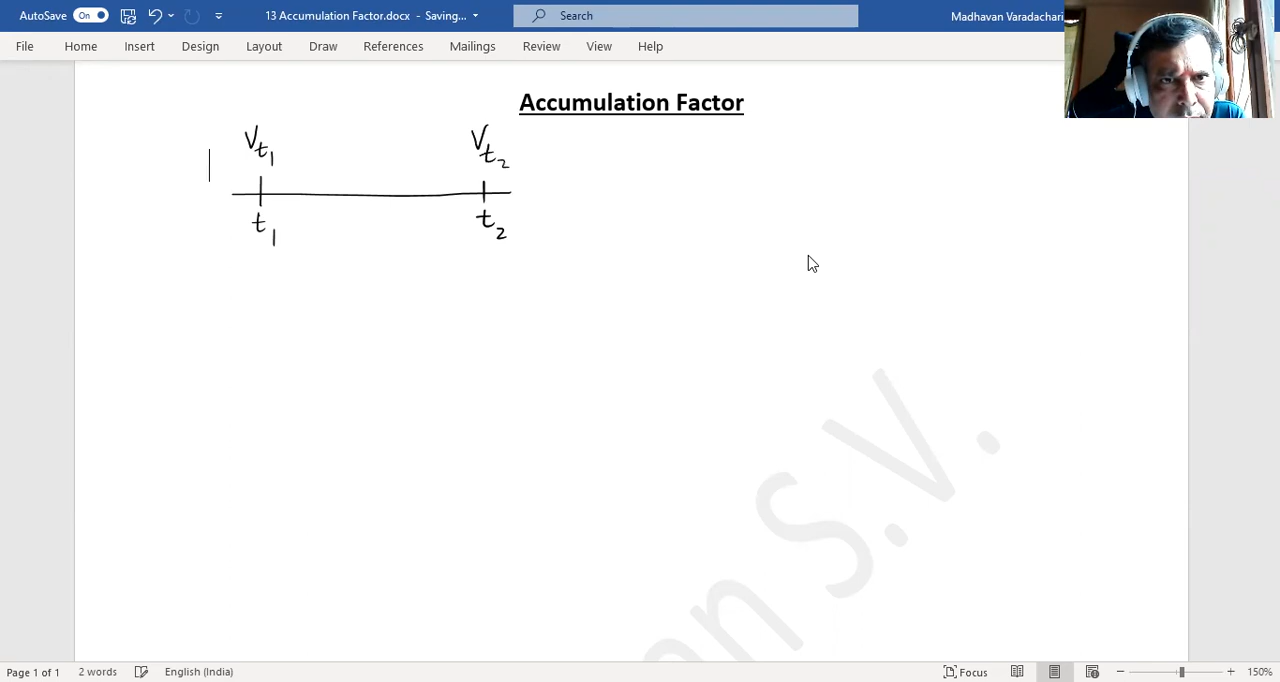 AutoSave On 13 Accumulation Factor.docx - Saving... Search Madhavan Varadachari
File Home Insert Design Layout Draw References Mailings Review View Help
Accumulation Factor
Vt1 Vt2
t1 t2
an S.V.
Page 1 of 1 2 words English (India) Focus 150%